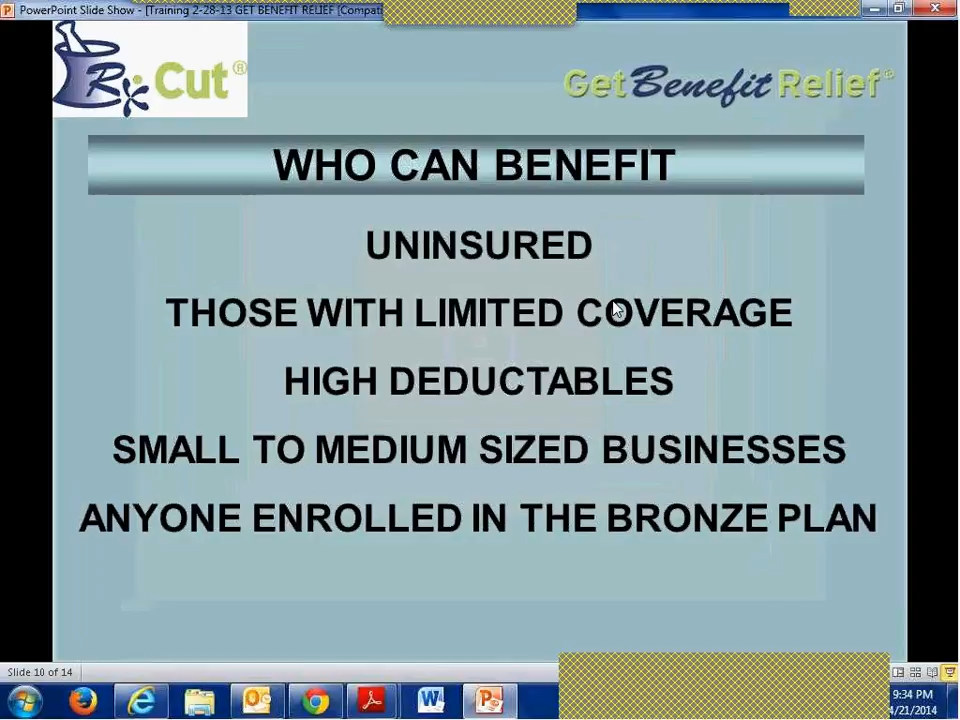 PowerPoint Slide Show - [Training 2-28-13 GET BENEFIT RELIEF [Compati
Rx Cut®
Get Benefit Relief®
WHO CAN BENEFIT
UNINSURED
THOSE WITH LIMITED COVERAGE
HIGH DEDUCTABLES
SMALL TO MEDIUM SIZED BUSINESSES
ANYONE ENROLLED IN THE BRONZE PLAN
Slide 10 of 14
9:34 PM
4/21/2014